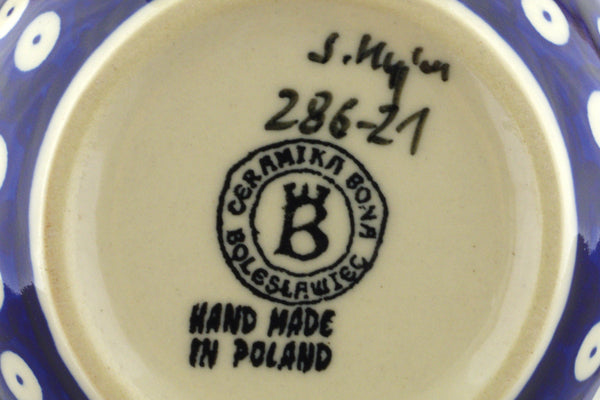 286-21
CERAMIKA BONA
B
BOLESŁAWIEC
HAND MADE
IN POLAND